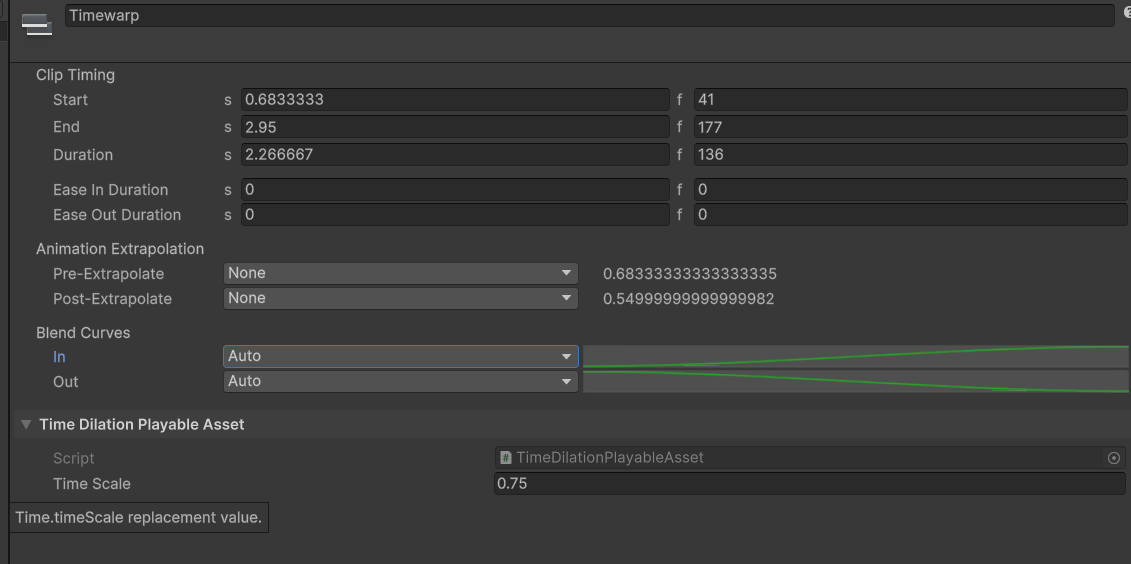 Timewarp
Clip Timing
Start s 0.6833333 f 41
End s 2.95 f 177
Duration s 2.266667 f 136
Ease In Duration s 0 f 0
Ease Out Duration s 0 f 0
Animation Extrapolation
Pre-Extrapolate None 0.68333333333333335
Post-Extrapolate None 0.54999999999999982
Blend Curves
In Auto
Out Auto
Time Dilation Playable Asset
Script # TimeDilationPlayableAsset
Time Scale 0.75
Time.timeScale replacement value.